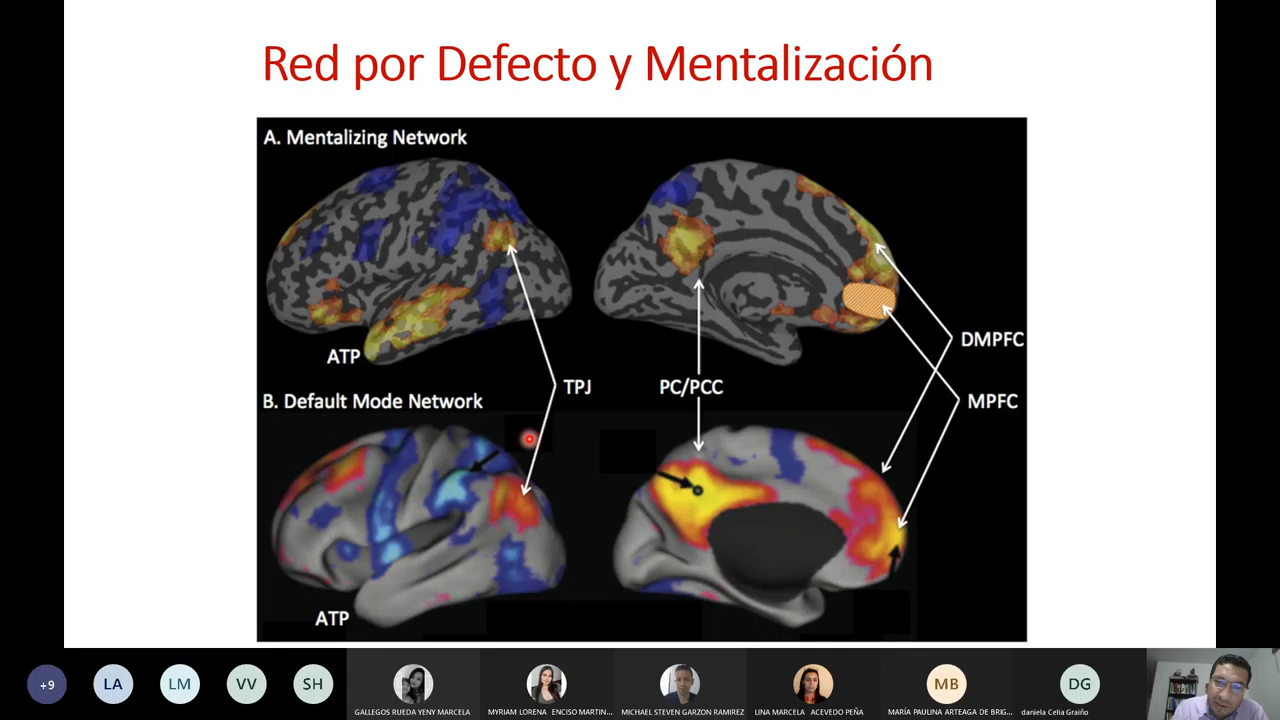 Red por Defecto y Mentalización
A. Mentalizing Network
ATP
TPJ
PC/PCC
DMPFC
MPFC
B. Default Mode Network
ATP
+9
LA
LM
VV
SH
MB
DG
GALLEGOS RUEDA YENY MARCELA
MYRIAM LORENA ENCISO MARTIN...
MICHAEL STEVEN GARZON RAMIREZ
LINA MARCELA ACEVEDO PEÑA
MARÍA PAULINA ARTEAGA DE BRIG...
daniela Celia Graiño